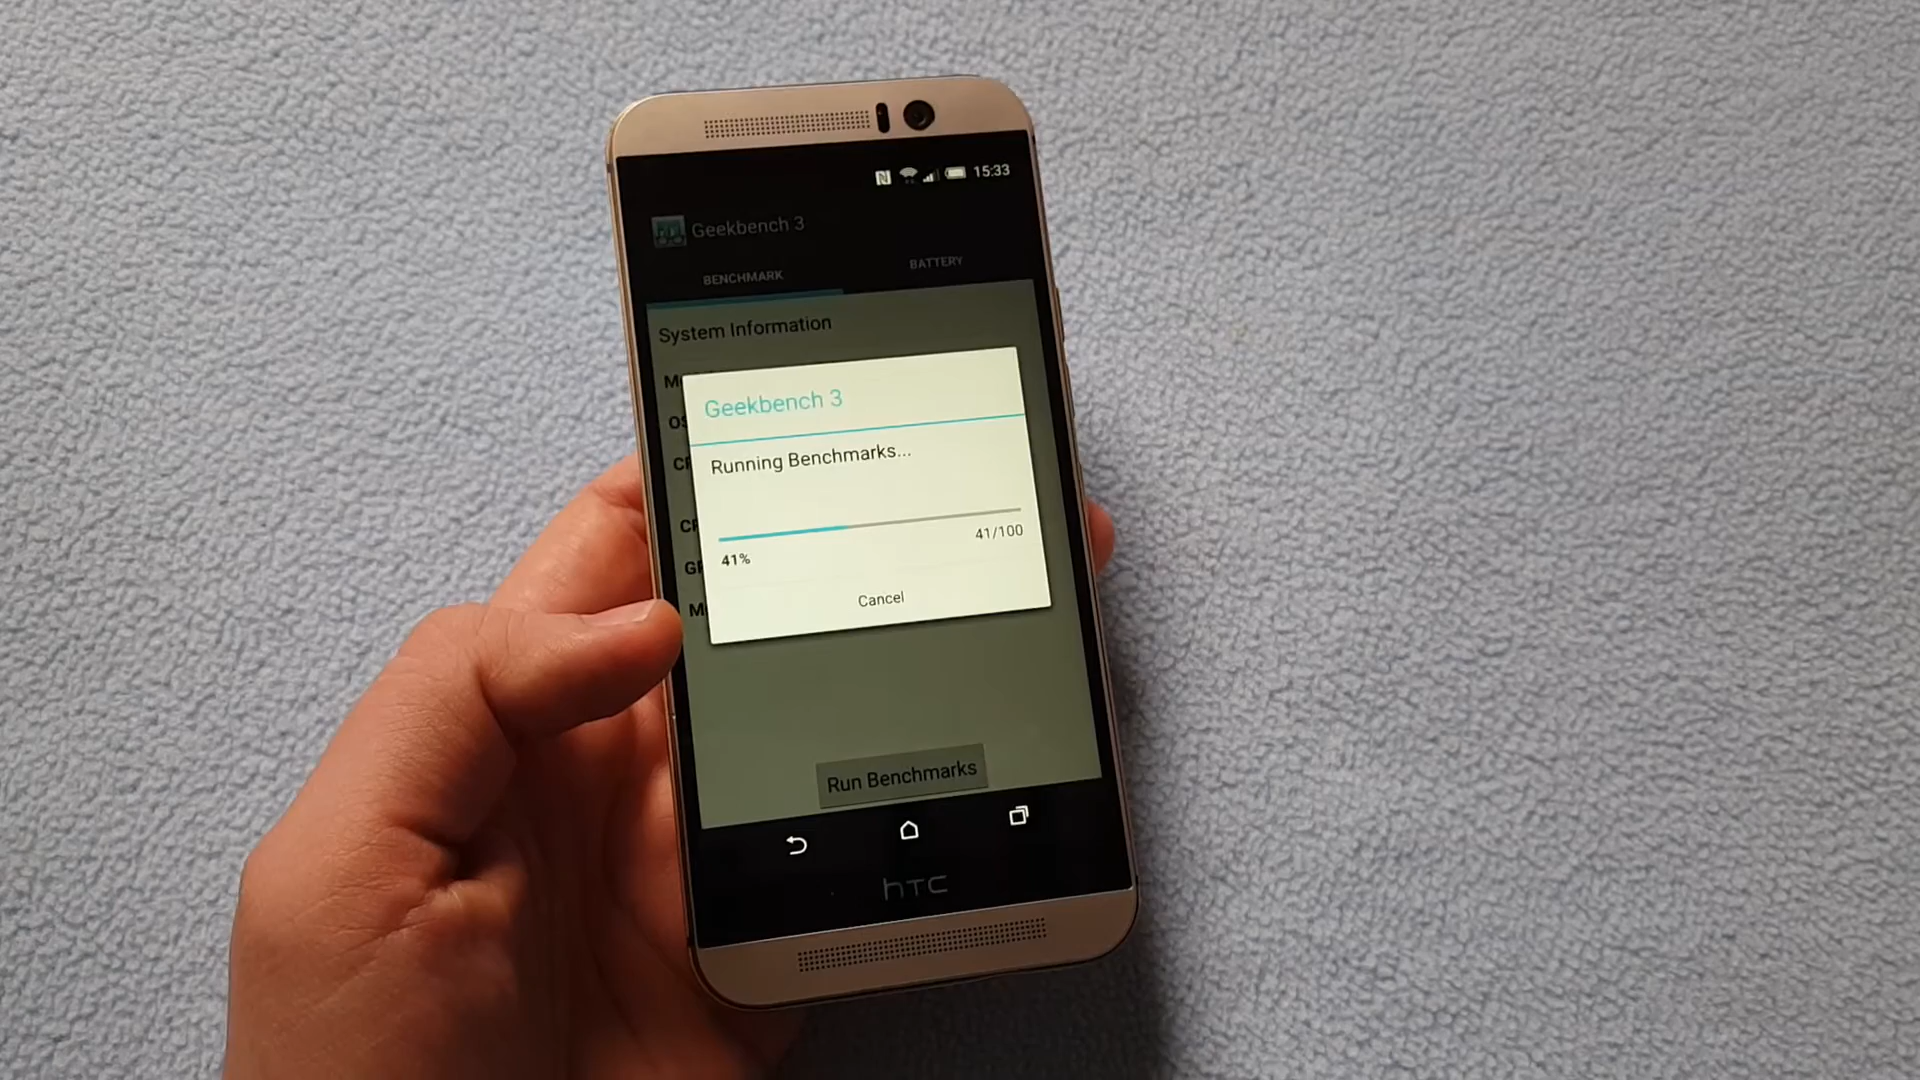 15:33
Geekbench 3
BENCHMARK
BATTERY
System Information
Geekbench 3
Running Benchmarks...
41/100
41%
Cancel
Run Benchmarks
hTC